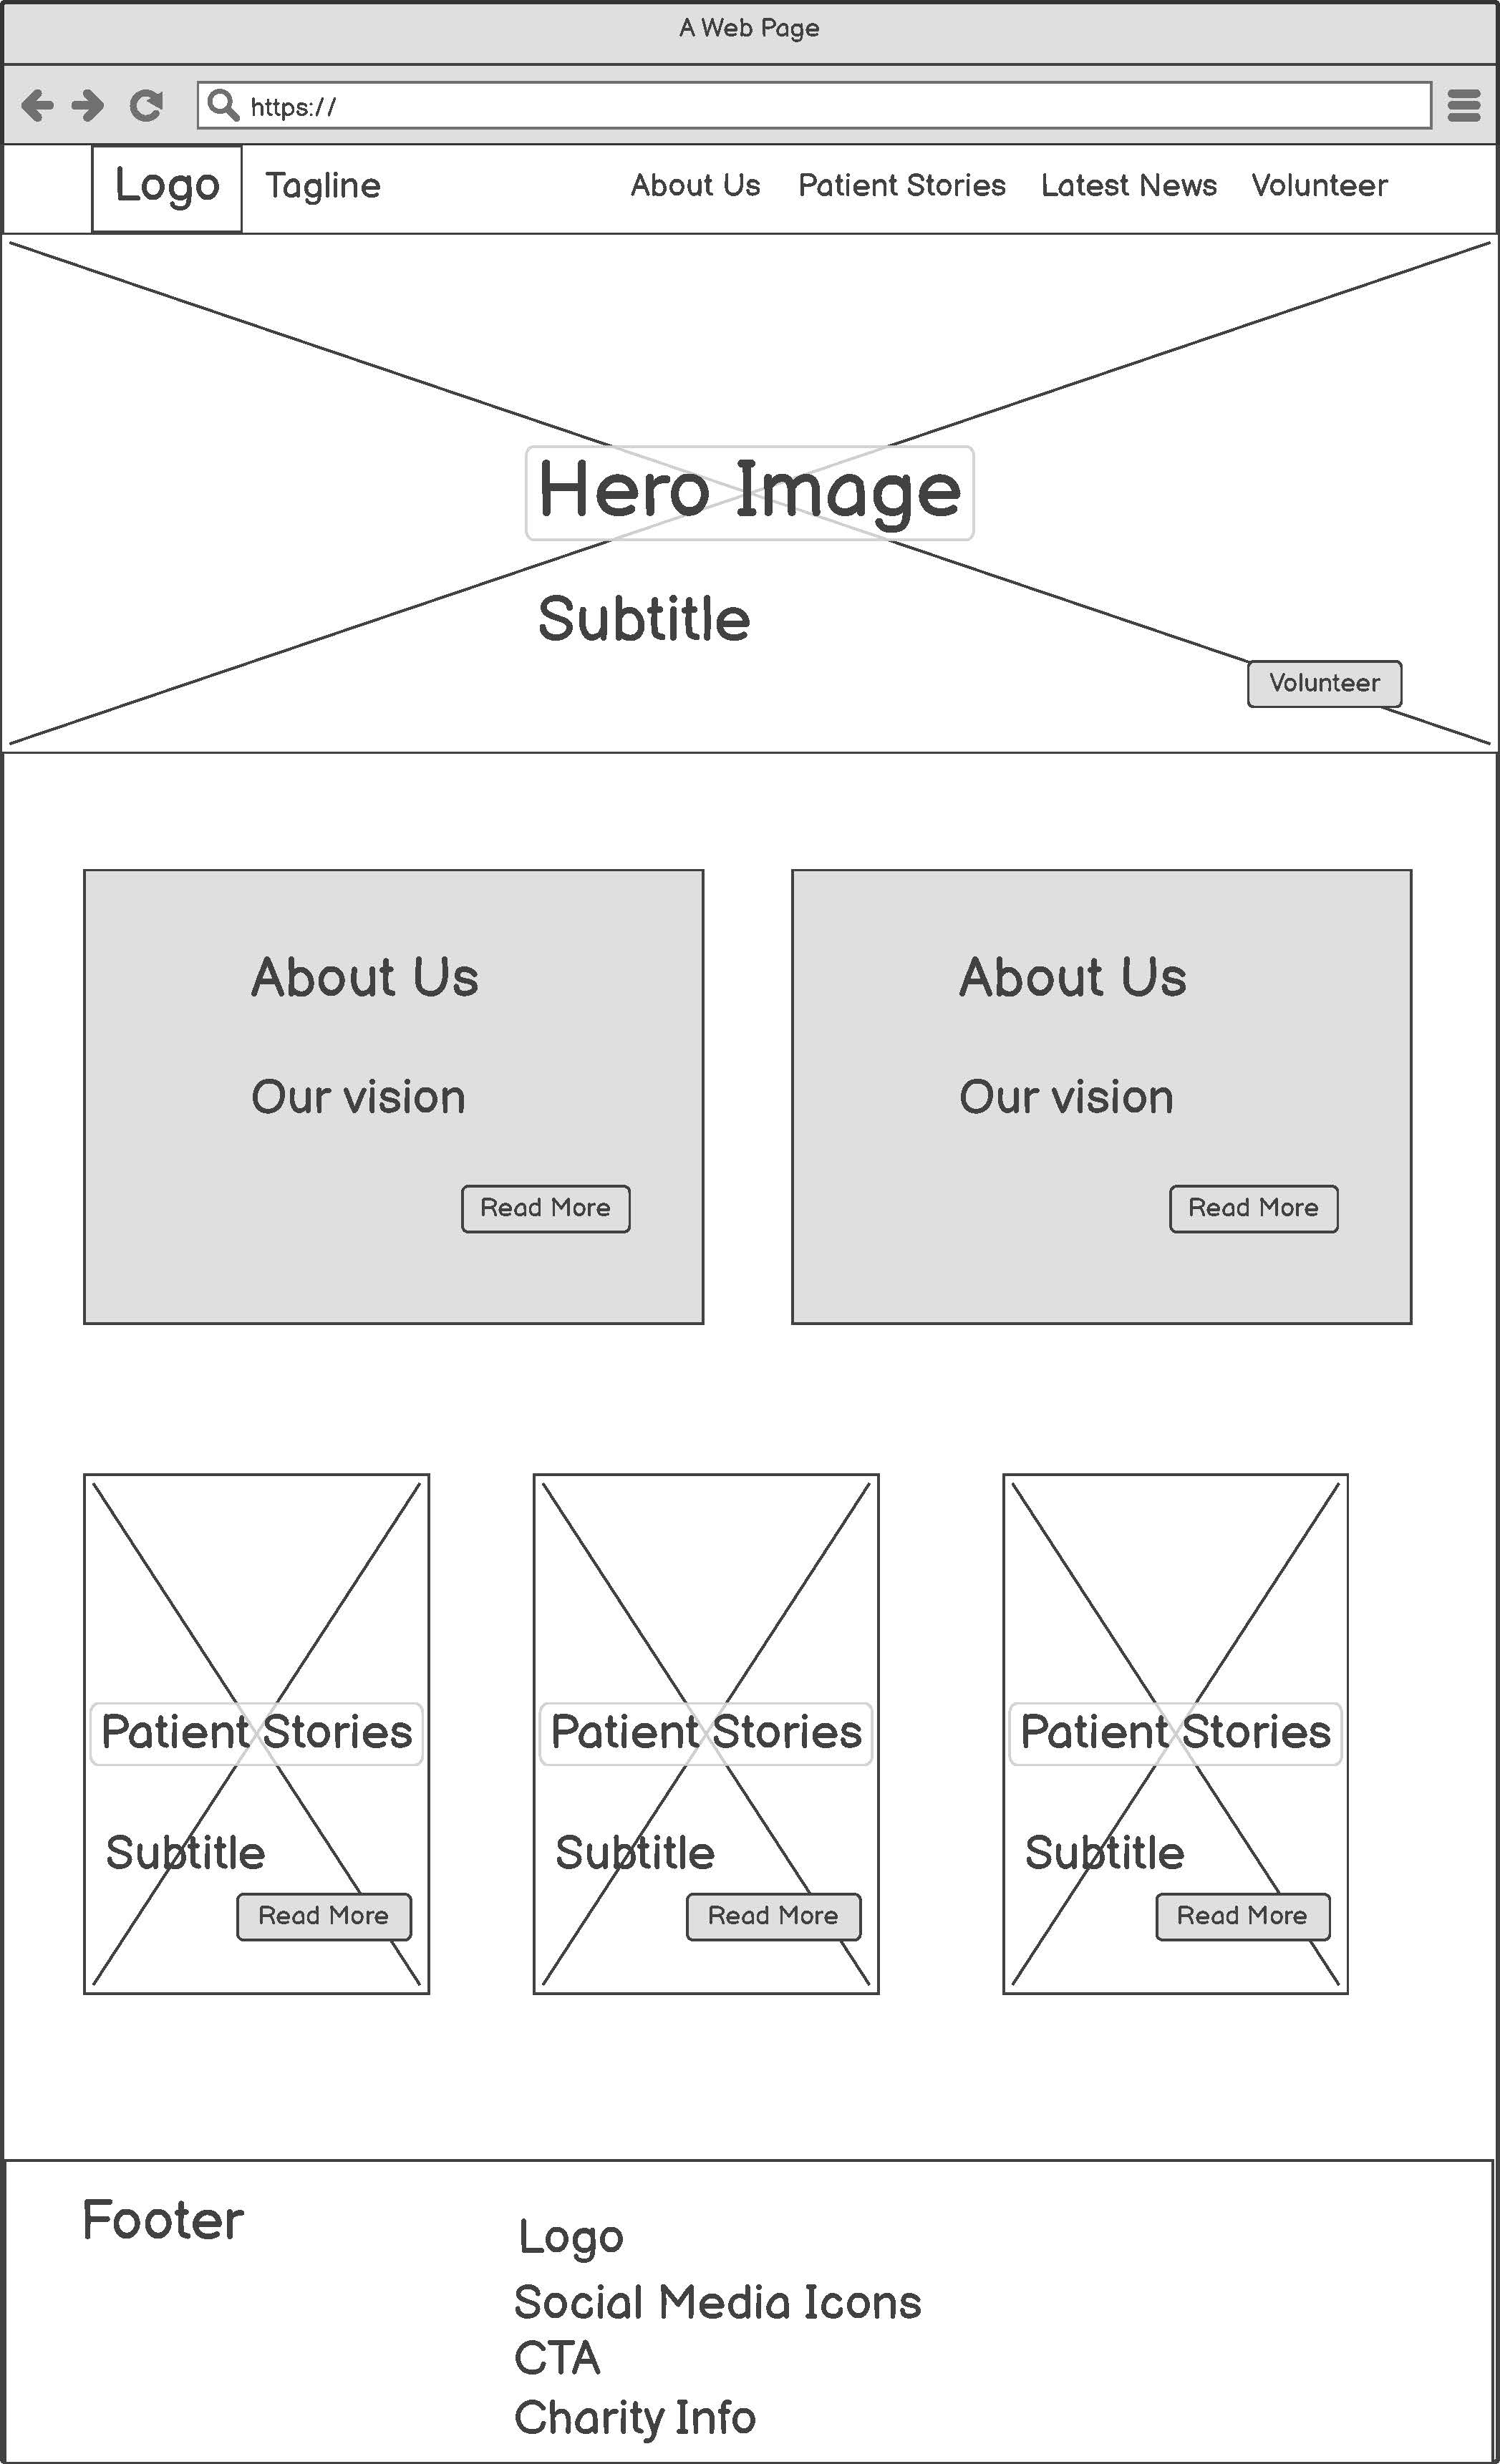 A Web Page
https://
Logo Tagline About Us Patient Stories Latest News Volunteer
Hero Image
Subtitle
Volunteer
About Us
Our vision
Read More
About Us
Our vision
Read More
Patient Stories
Subtitle
Read More
Patient Stories
Subtitle
Read More
Patient Stories
Subtitle
Read More
Footer
Logo
Social Media Icons
CTA
Charity Info